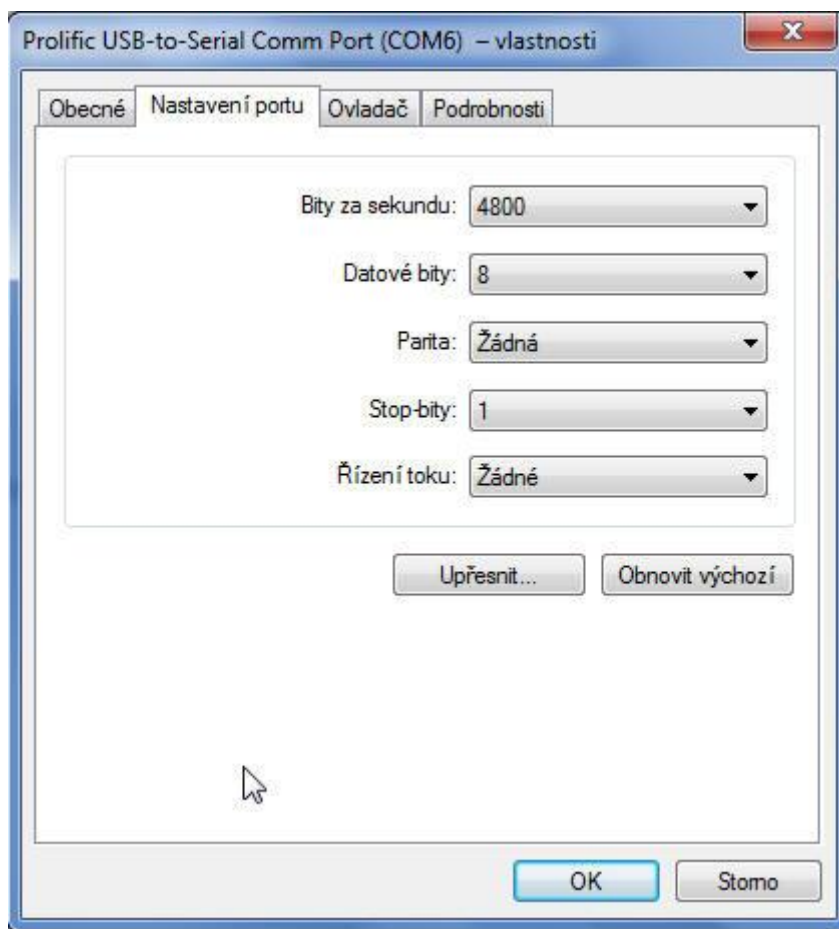 Prolific USB-to-Serial Comm Port (COM6) – vlastnosti
Obecné Nastavení portu Ovladač Podrobnosti
Bity za sekundu: 4800
Datové bity: 8
Parita: Žádná
Stop-bity: 1
Řízení toku: Žádné
Upřesnit... Obnovit výchozí
OK Storno